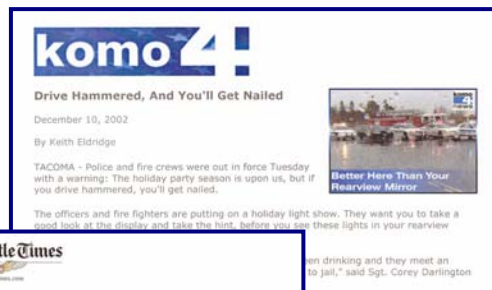 komo 4
Drive Hammered, And You'll Get Nailed
December 10, 2002
By Keith Eldridge
TACOMA - Police and fire crews were out in force Tuesday
with a warning: The holiday party season is upon us, but if
you drive hammered, you'll get nailed.
komo 4
news
Better Here Than Your
Rearview Mirror
The officers and fire fighters are putting on a holiday light show. They want you to take a
good look at the display and take the hint, before you see these lights in your rearview
een drinking and they meet an
to jail," said Sgt. Corey Darlington
tle Times